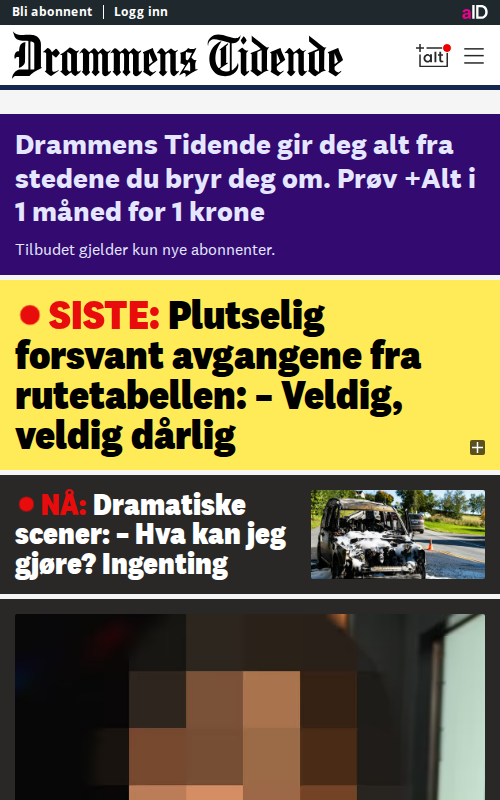 Bli abonnent | Logg inn
aID
Drammens Tidende
+alt
Drammens Tidende gir deg alt fra
stedene du bryr deg om. Prøv +Alt i
1 måned for 1 krone
Tilbudet gjelder kun nye abonnenter.
SISTE: Plutselig
forsvant avgangene fra
rutetabellen: – Veldig,
veldig dårlig
NÅ: Dramatiske
scener: – Hva kan jeg
gjøre? Ingenting